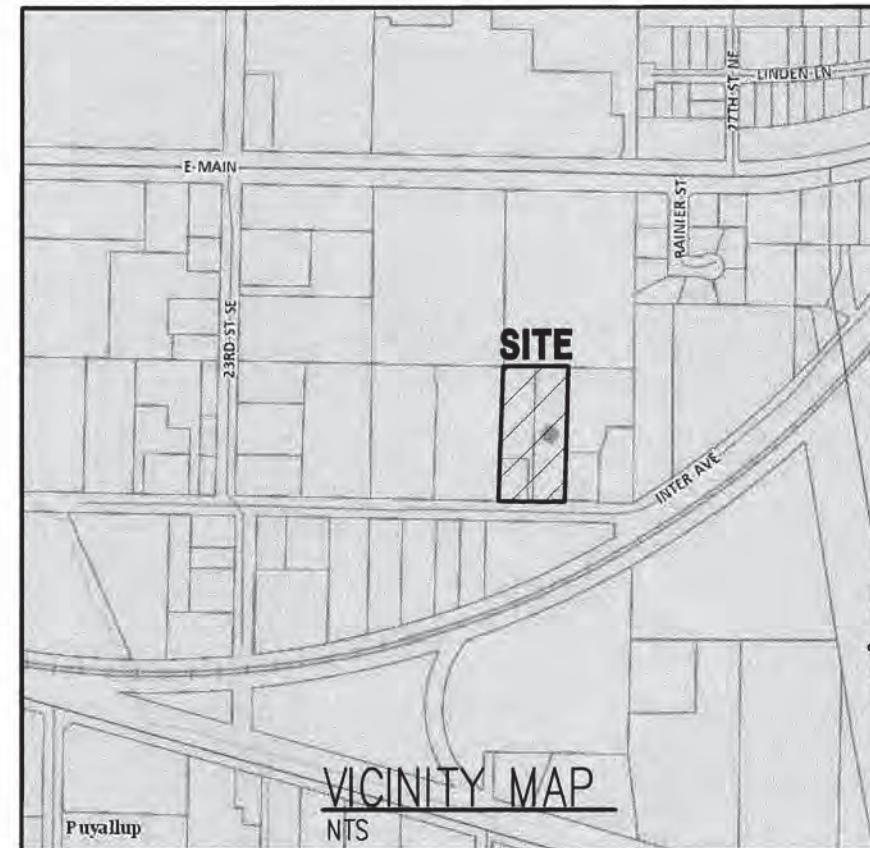 27TH ST NE
LINDEN LN
E MAIN
RAINIER ST
23RD ST SE
SITE
INTER AVE
VICINITY MAP
NTS
Puyallup